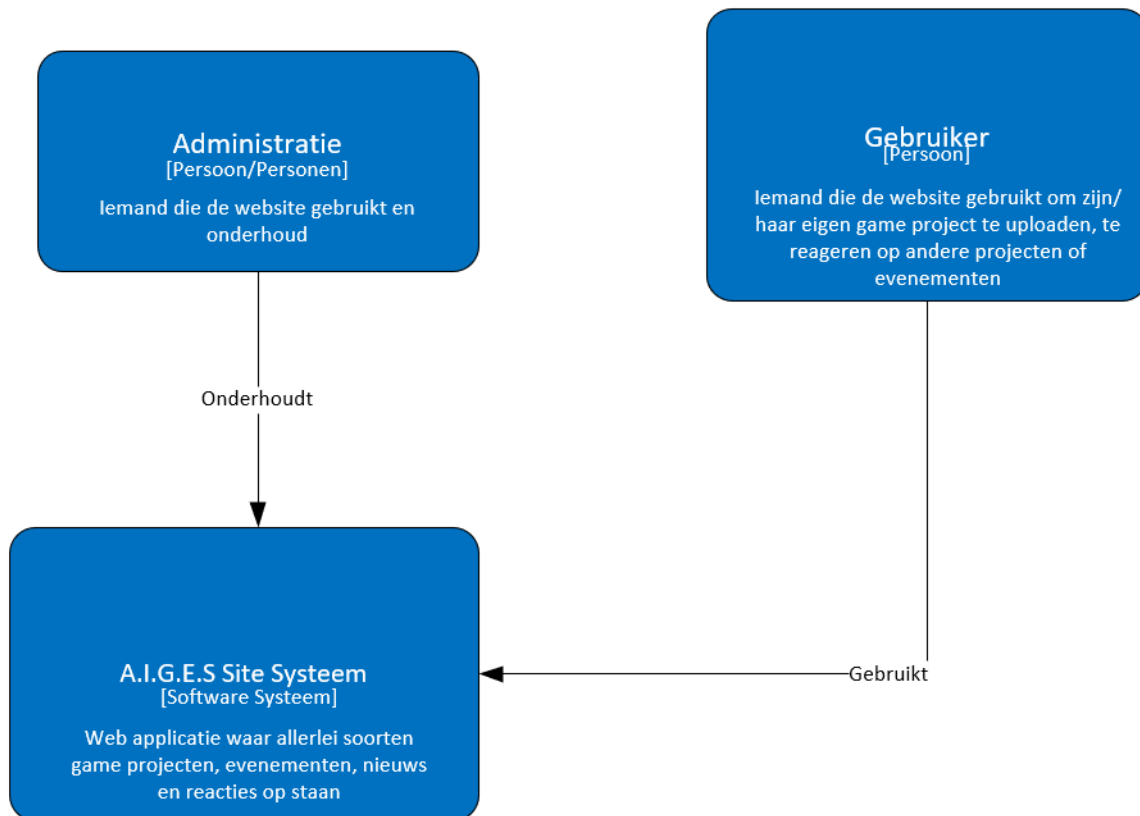 Administratie
[Persoon/Personen]
Iemand die de website gebruikt en
onderhoud
Gebruiker
[Persoon]
Iemand die de website gebruikt om zijn/
haar eigen game project te uploaden, te
reageren op andere projecten of
evenementen
Onderhoudt
Gebruikt
A.I.G.E.S Site Systeem
[Software Systeem]
Web applicatie waar allerlei soorten
game projecten, evenementen, nieuws
en reacties op staan